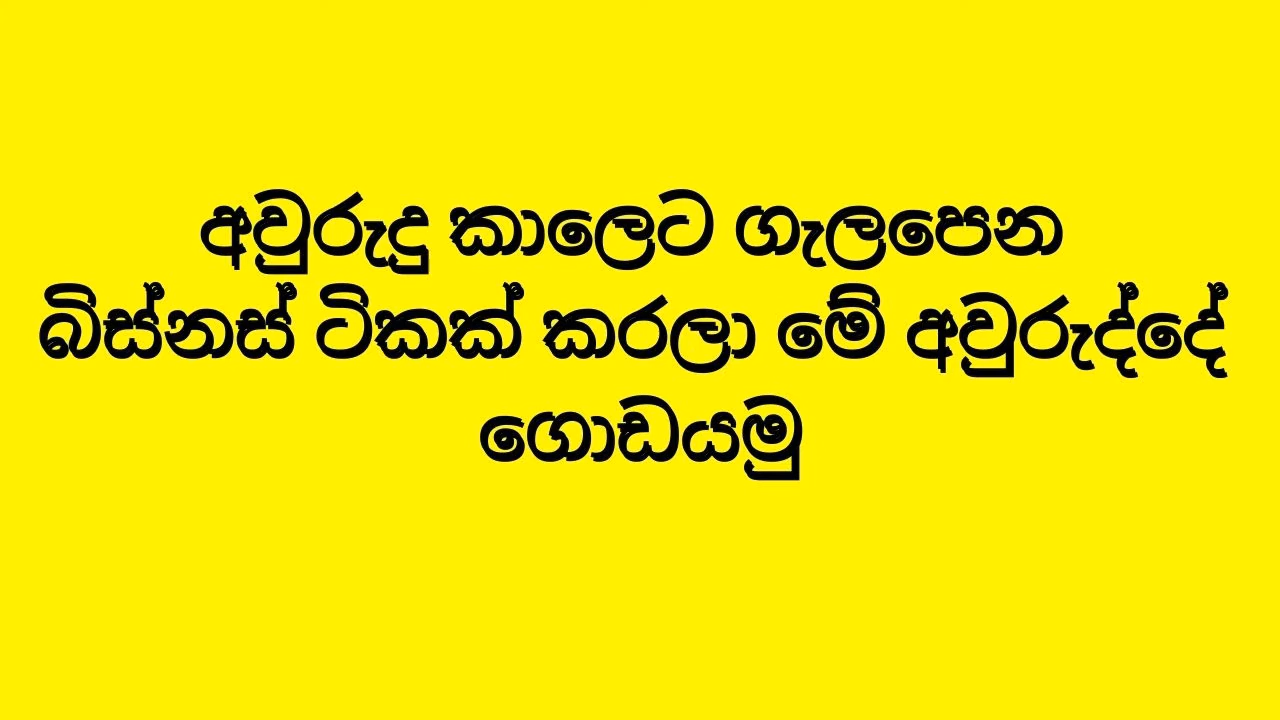 අවුරුදු කාලෙට ගැලපෙන
බිස්නස් ටිකක් කරලා මේ අවුරුද්දේ
ගොඩයමු